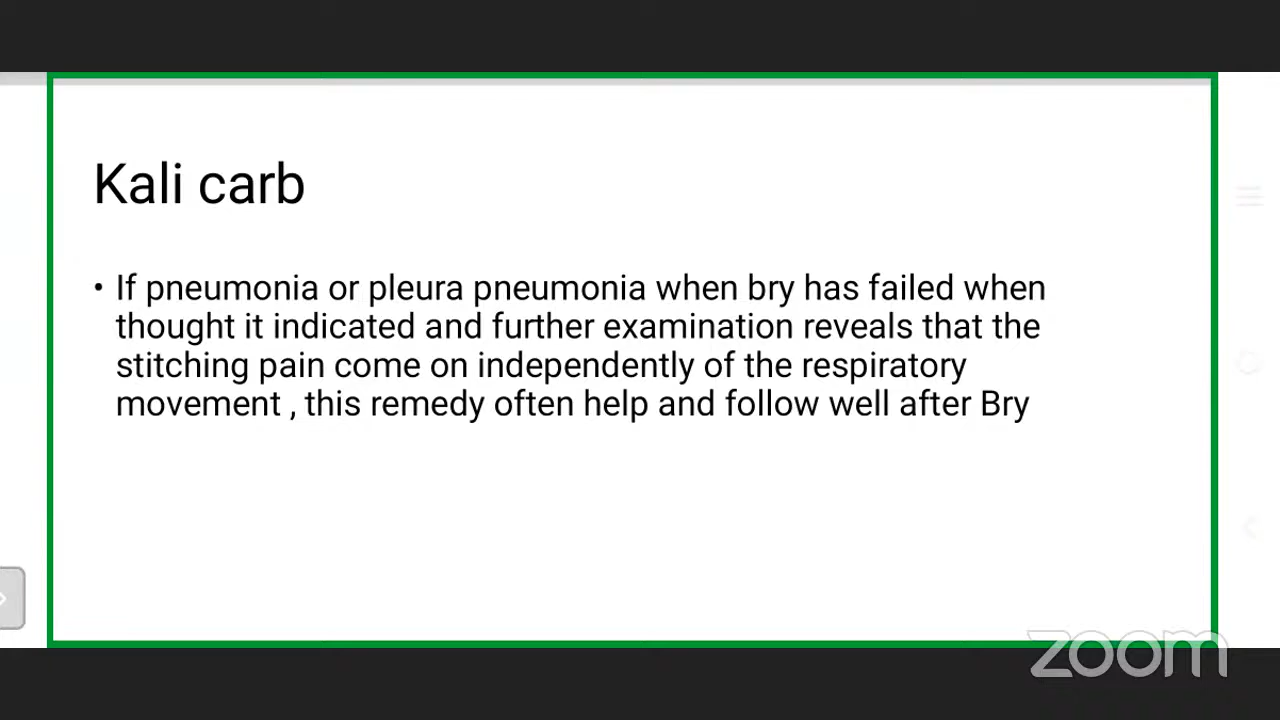 Kali carb
• If pneumonia or pleura pneumonia when bry has failed when
thought it indicated and further examination reveals that the
stitching pain come on independently of the respiratory
movement , this remedy often help and follow well after Bry
zoom